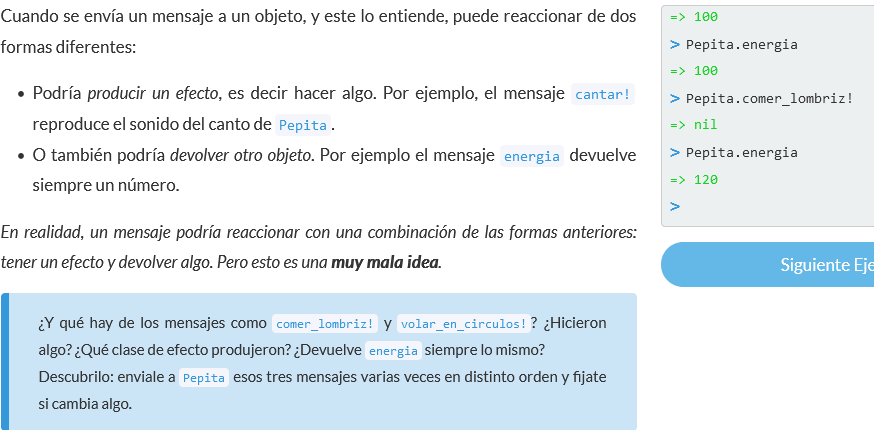 Cuando se envía un mensaje a un objeto, y este lo entiende, puede reaccionar de dos
formas diferentes:
• Podría producir un efecto, es decir hacer algo. Por ejemplo, el mensaje cantar!
reproduce el sonido del canto de Pepita.
• O también podría devolver otro objeto. Por ejemplo el mensaje energia devuelve
siempre un número.
En realidad, un mensaje podría reaccionar con una combinación de las formas anteriores:
tener un efecto y devolver algo. Pero esto es una muy mala idea.
¿Y qué hay de los mensajes como comer_lombriz! y volar_en_circulos!? ¿Hicieron
algo? ¿Qué clase de efecto produjeron? ¿Devuelve energia siempre lo mismo?
Descubrilo: enviale a Pepita esos tres mensajes varias veces en distinto orden y fijate
si cambia algo.
=> 100
> Pepita.energia
=> 100
> Pepita.comer_lombriz!
=> nil
> Pepita.energia
=> 120
>
Siguiente Eje